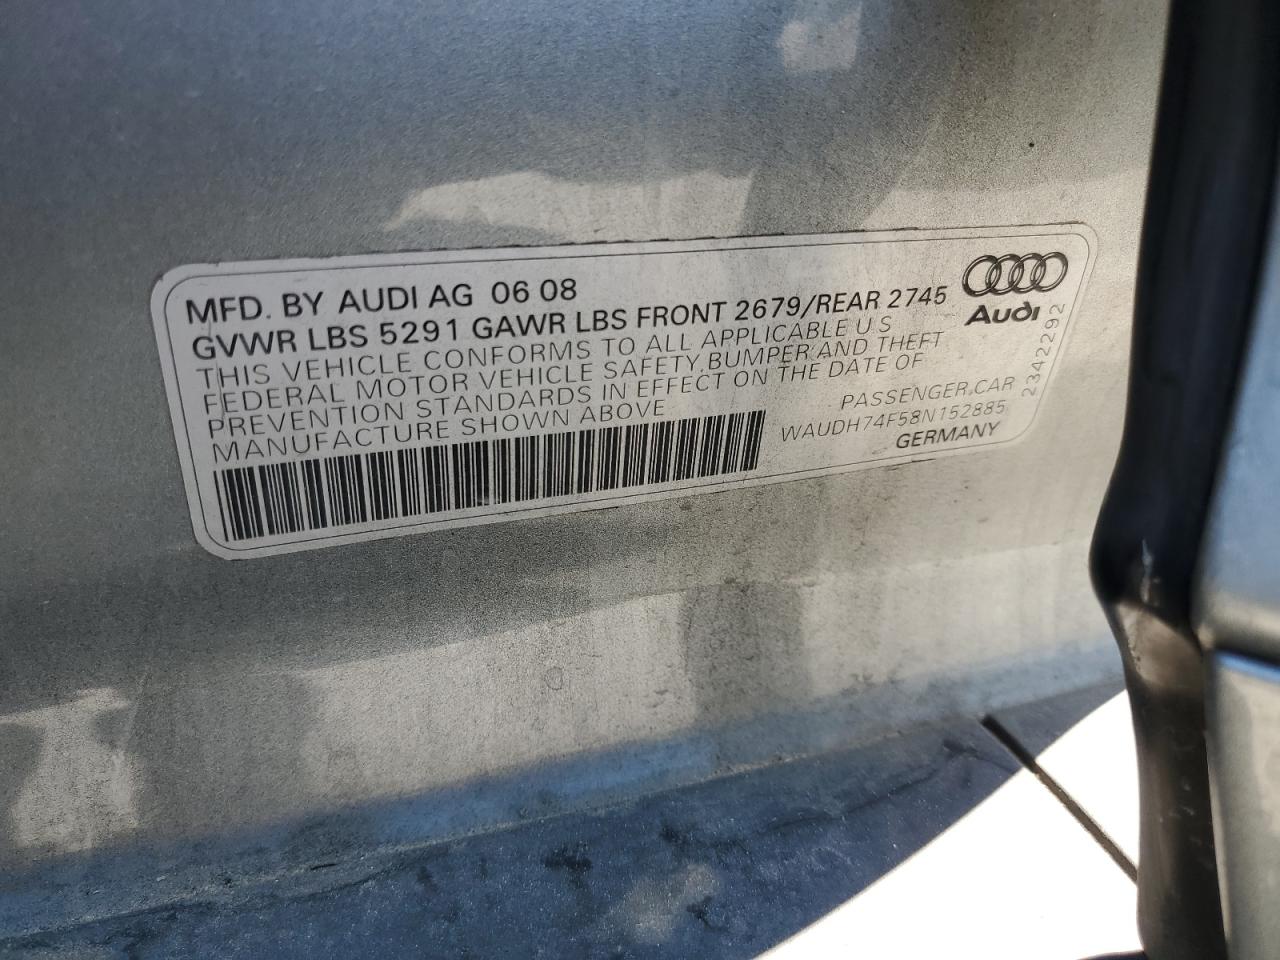 MFD. BY AUDI AG 06 08
GVWR LBS 5291 GAWR LBS FRONT 2679/REAR 2745
THIS VEHICLE CONFORMS TO ALL APPLICABLE U S
FEDERAL MOTOR VEHICLE SAFETY, BUMPER AND THEFT
PREVENTION STANDARDS IN EFFECT ON THE DATE OF
MANUFACTURE SHOWN ABOVE
Audi
2342292
PASSENGER.CAR
WAUDH74F58N152885
GERMANY